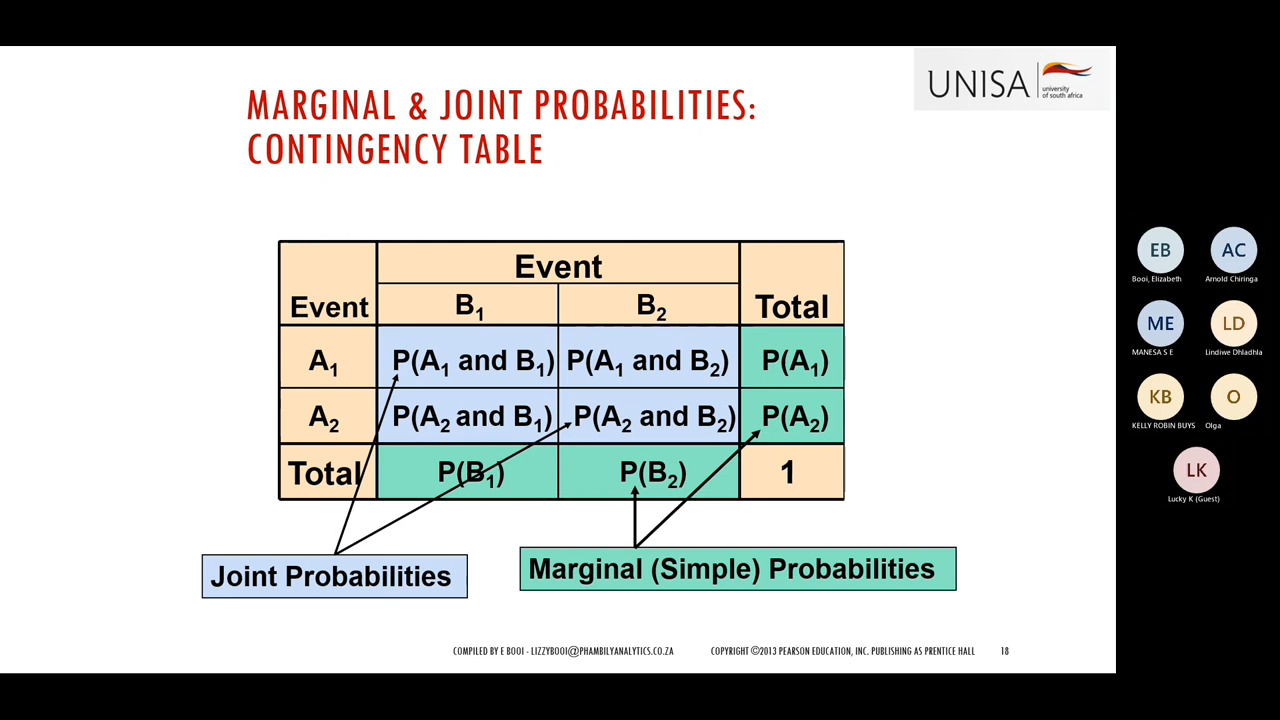 UNISA
university
of south africa
MARGINAL & JOINT PROBABILITIES:
CONTINGENCY TABLE
Event
Event
B₁
B₂
Total
A₁
P(A₁ and B₁)
P(A₁ and B₂)
P(A₁)
A₂
P(A₂ and B₁)
P(A₂ and B₂)
P(A₂)
Total
P(B₁)
P(B₂)
1
Joint Probabilities
Marginal (Simple) Probabilities
COMPILED BY E BOOI - LIZZYBOOI@PHAMBILYANALYTICS.CO.ZA
COPYRIGHT ©2013 PEARSON EDUCATION, INC. PUBLISHING AS PRENTICE HALL
18
EB
Booi, Elizabeth
AC
Arnold Chiringa
ME
MANESA S E
LD
Lindiwe Dhladhla
KB
KELLY ROBIN BUYS
O
Olga
LK
Lucky K (Guest)